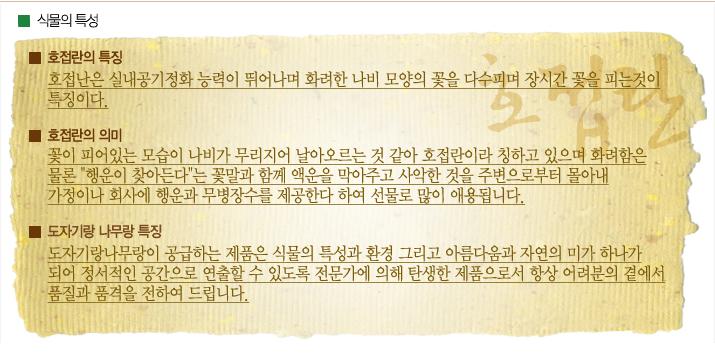 식물의 특성
호접란
호접란의 특징
호접난은 실내공기정화 능력이 뛰어나며 화려한 나비 모양의 꽃을 다수피며 장시간 꽃을 피는것이
특징이다.
호접란의 의미
꽃이 피어있는 모습이 나비가 무리지어 날아오르는 것 같아 호접란이라 칭하고 있으며 화려함은
물론 "행운이 찾아든다"는 꽃말과 함께 액운을 막아주고 사악한 것을 주변으로부터 몰아내
가정이나 회사에 행운과 무병장수를 제공한다 하여 선물로 많이 애용됩니다.
도자기랑 나무랑 특징
도자기랑나무랑이 공급하는 제품은 식물의 특성과 환경 그리고 아름다움과 자연의 미가 하나가
되어 정서적인 공간으로 연출할 수 있도록 전문가에 의해 탄생한 제품으로서 항상 어려분의 곁에서
품질과 품격을 전하여 드립니다.